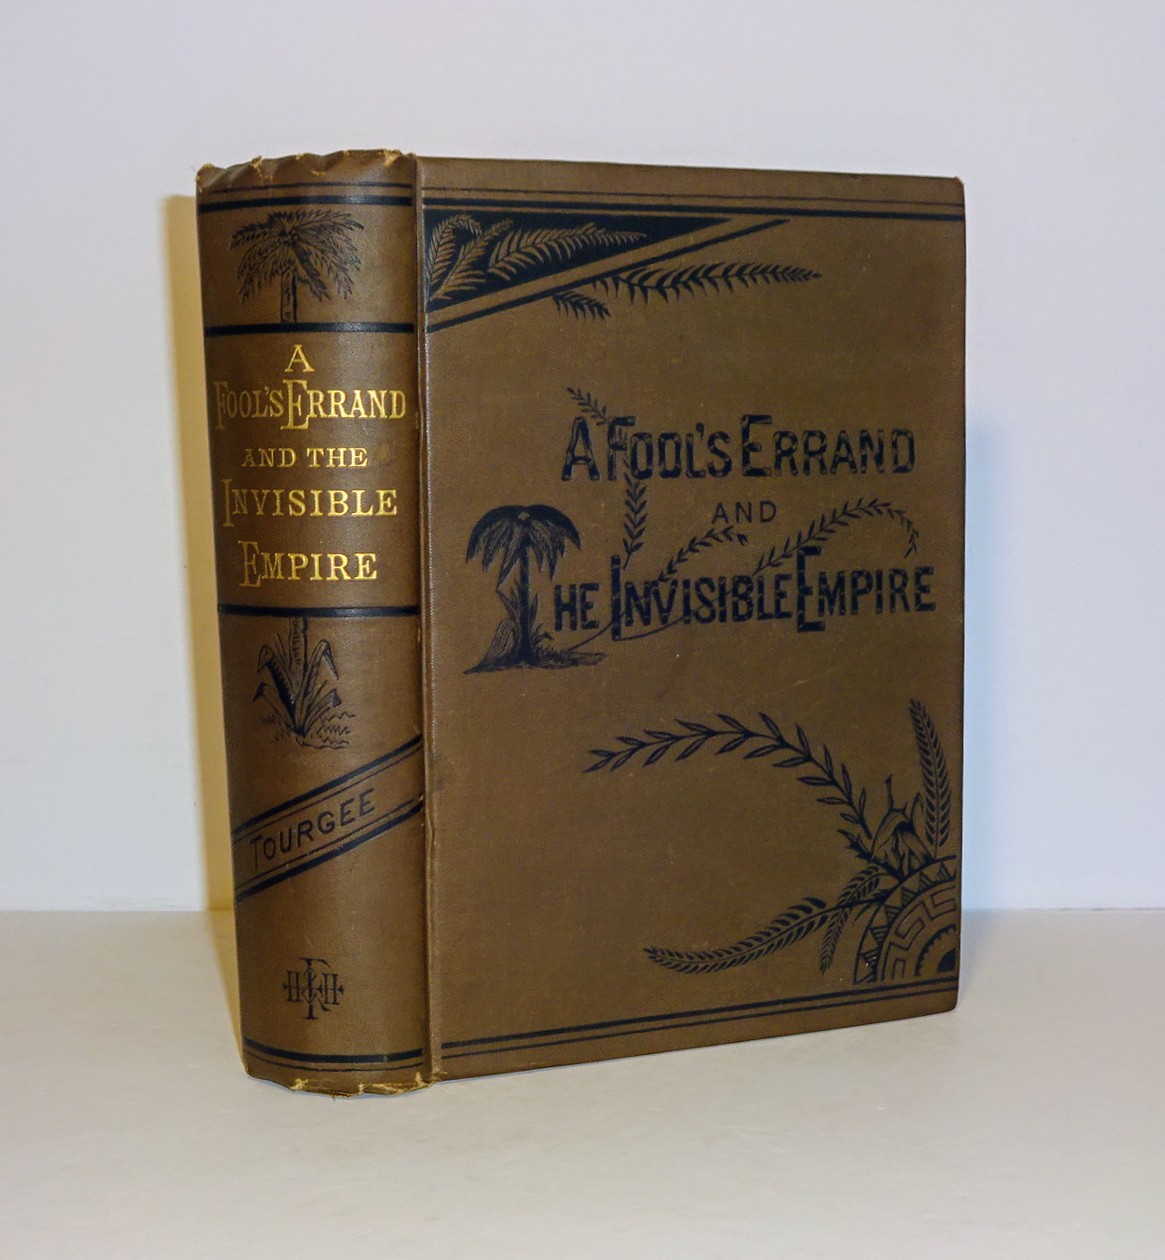 A
FOOL'S ERRAND
AND THE
INVISIBLE
EMPIRE
TOURGEE
A FOOL'S ERRAND
AND
THE INVISIBLE EMPIRE